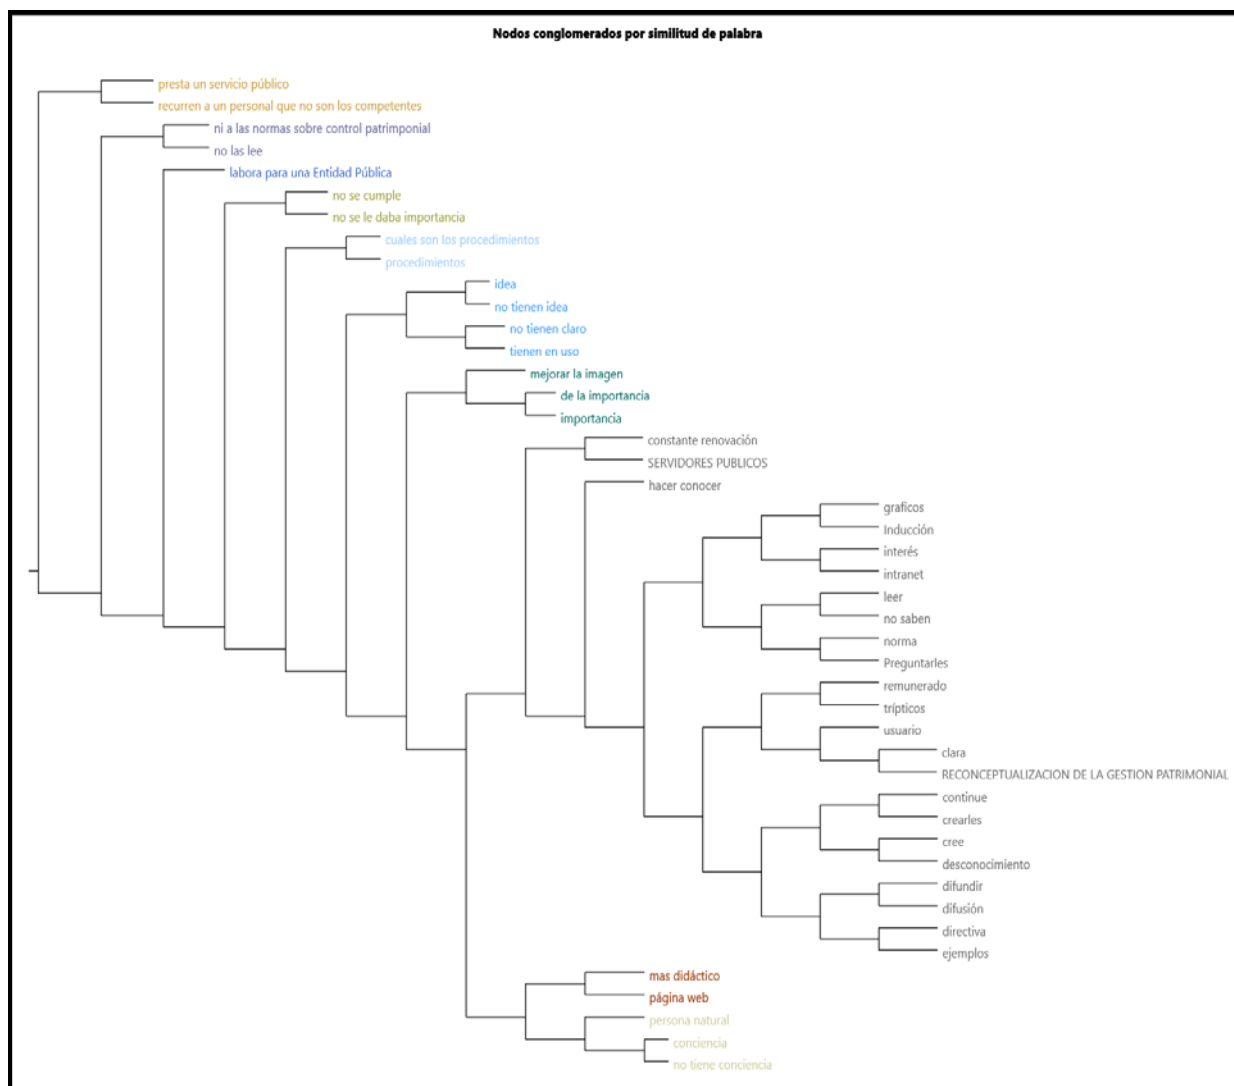 Nodos conglomerados por similitud de palabra
presta un servicio público
recurren a un personal que no son los competentes
ni a las normas sobre control patrimponial
no las lee
labora para una Entidad Pública
no se cumple
no se le daba importancia
cuales son los procedimientos
procedimientos
idea
no tienen idea
no tienen claro
tienen en uso
mejorar la imagen
de la importancia
importancia
constante renovación
SERVIDORES PUBLICOS
hacer conocer
graficos
Inducción
interés
intranet
leer
no saben
norma
Preguntarles
remunerado
trípticos
usuario
clara
RECONCEPTUALIZACION DE LA GESTION PATRIMONIAL
continue
crearles
cree
desconocimiento
difundir
difusión
directiva
ejemplos
mas didáctico
página web
persona natural
conciencia
no tiene conciencia